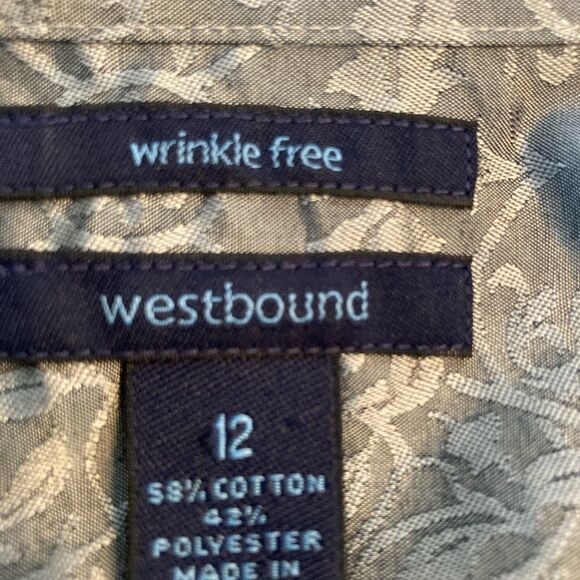 wrinkle free
westbound
12
58% COTTON
42%
POLYESTER
MADE IN